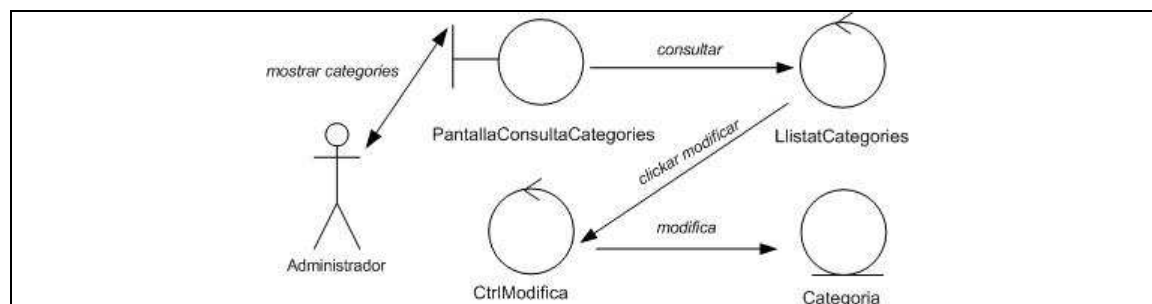 consultar
mostrar categories
PantallaConsultaCategories
LlistatCategories
clickar modificar
modifica
Administrador
CtrlModifica
Categoria